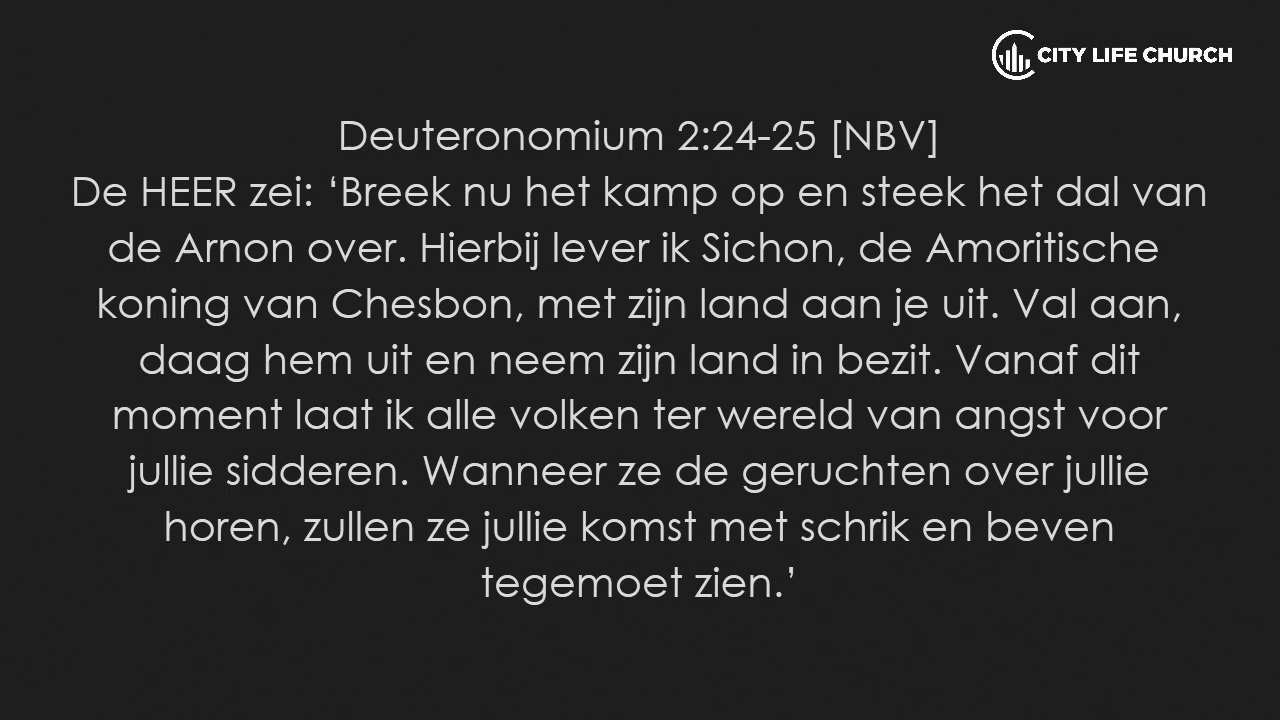 CITY LIFE CHURCH
Deuteronomium 2:24-25 [NBV]
De HEER zei: ‘Breek nu het kamp op en steek het dal van
de Arnon over. Hierbij lever ik Sichon, de Amoritische
koning van Chesbon, met zijn land aan je uit. Val aan,
daag hem uit en neem zijn land in bezit. Vanaf dit
moment laat ik alle volken ter wereld van angst voor
jullie sidderen. Wanneer ze de geruchten over jullie
horen, zullen ze jullie komst met schrik en beven
tegemoet zien.’